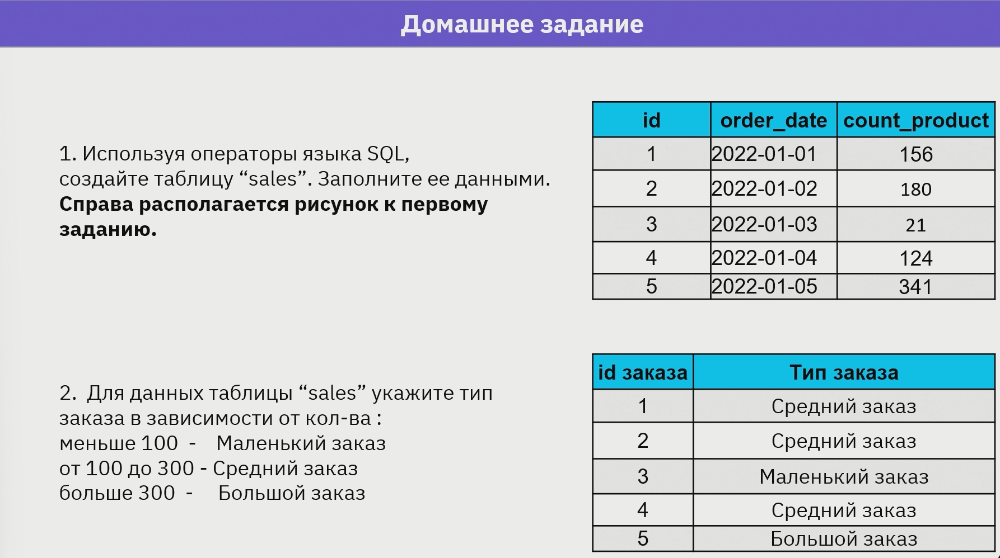 Домашнее задание
1. Используя операторы языка SQL,
создайте таблицу “sales”. Заполните ее данными.
Справа располагается рисунок к первому
заданию.
id order_date count_product
1 2022-01-01 156
2 2022-01-02 180
3 2022-01-03 21
4 2022-01-04 124
5 2022-01-05 341
2. Для данных таблицы “sales” укажите тип
заказа в зависимости от кол-ва :
меньше 100 - Маленький заказ
от 100 до 300 - Средний заказ
больше 300 - Большой заказ
id заказа Тип заказа
1 Средний заказ
2 Средний заказ
3 Маленький заказ
4 Средний заказ
5 Большой заказ